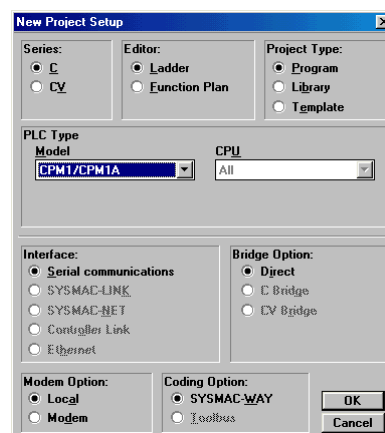 New Project Setup
Series:
C
CV
Editor:
Ladder
Function Plan
Project Type:
Program
Library
Template
PLC Type
Model
CPM1/CPM1A
CPU
All
Interface:
Serial communications
SYSMAC-LINK
SYSMAC-NET
Controller Link
Ethernet
Bridge Option:
Direct
C Bridge
CV Bridge
Modem Option:
Local
Modem
Coding Option:
SYSMAC-WAY
Toolbus
OK
Cancel